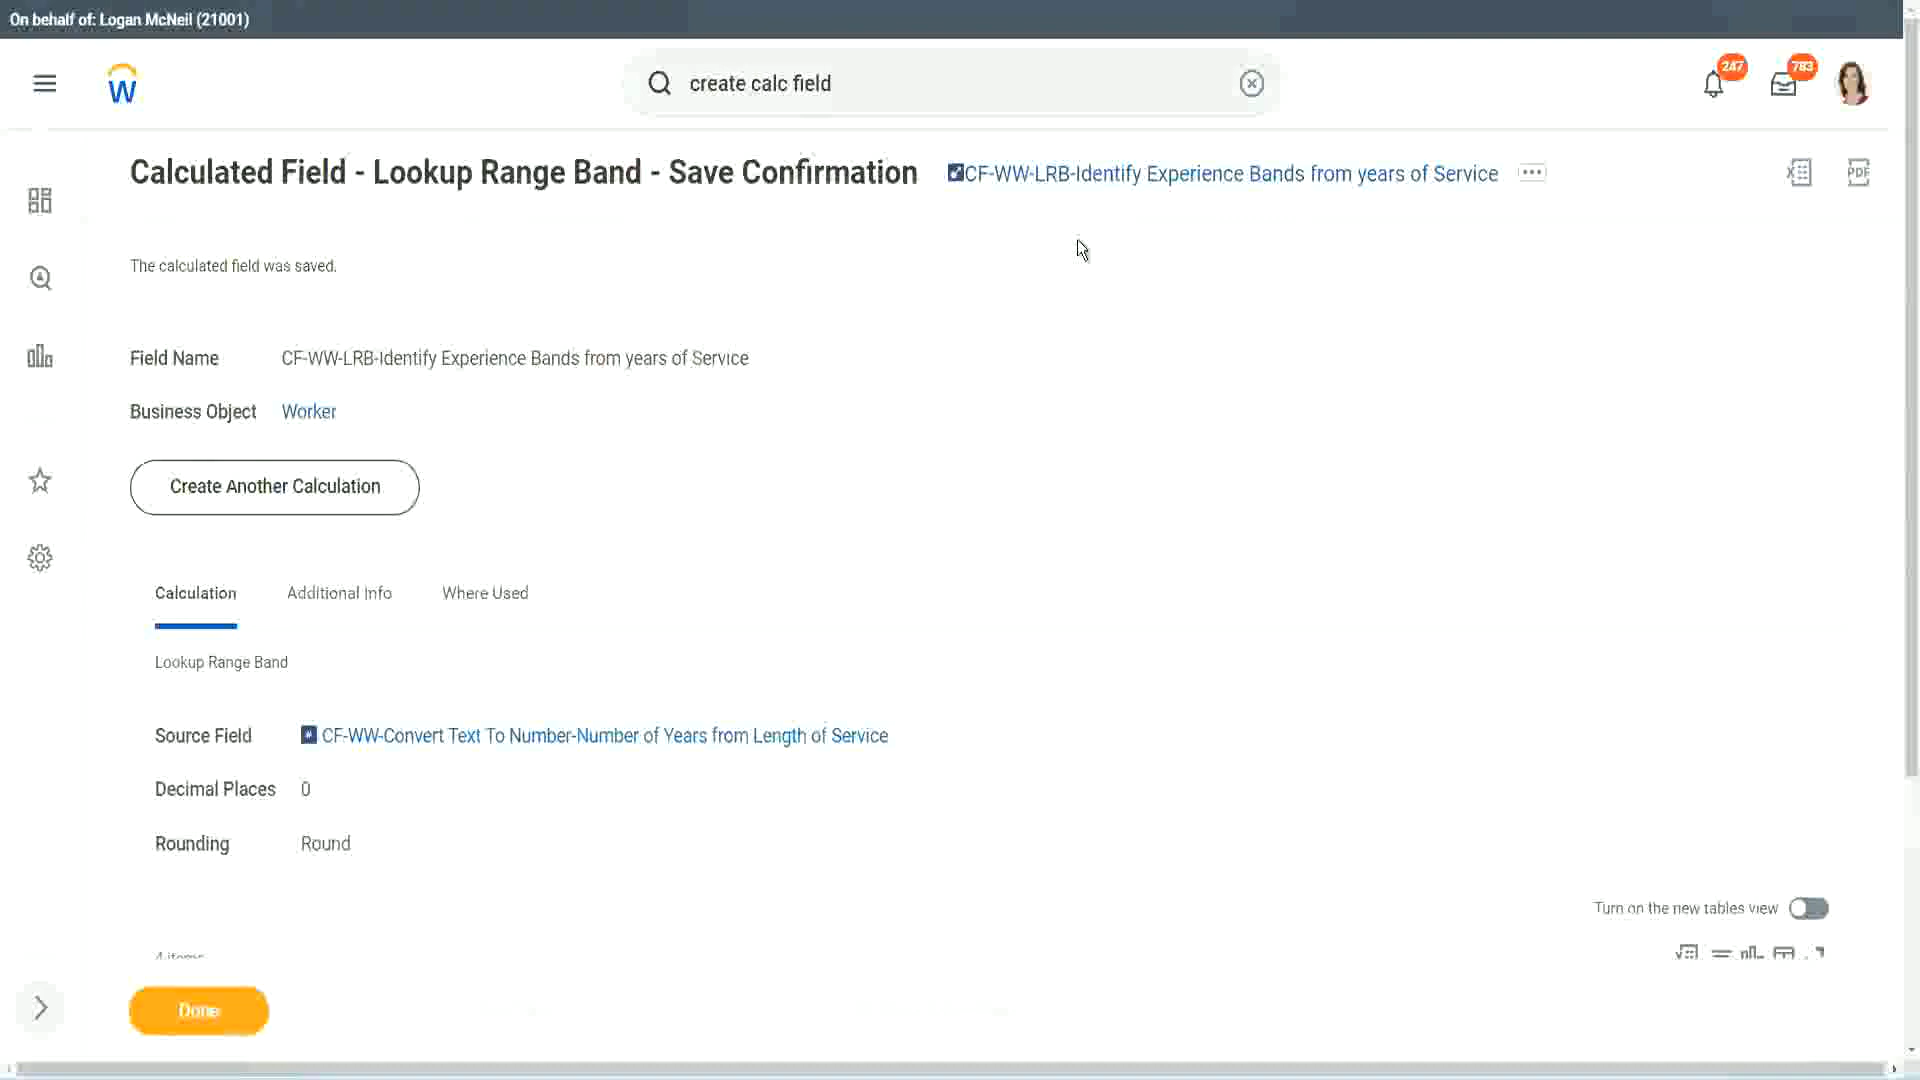 On behalf of: Logan McNeil (21001)
create calc field
247
783
Calculated Field - Lookup Range Band - Save Confirmation
CF-WW-LRB-Identify Experience Bands from years of Service
PDF
The calculated field was saved.
Field Name CF-WW-LRB-Identify Experience Bands from years of Service
Business Object Worker
Create Another Calculation
Calculation Additional Info Where Used
Lookup Range Band
Source Field CF-WW-Convert Text To Number-Number of Years from Length of Service
Decimal Places 0
Rounding Round
Turn on the new tables view
4 items
Done